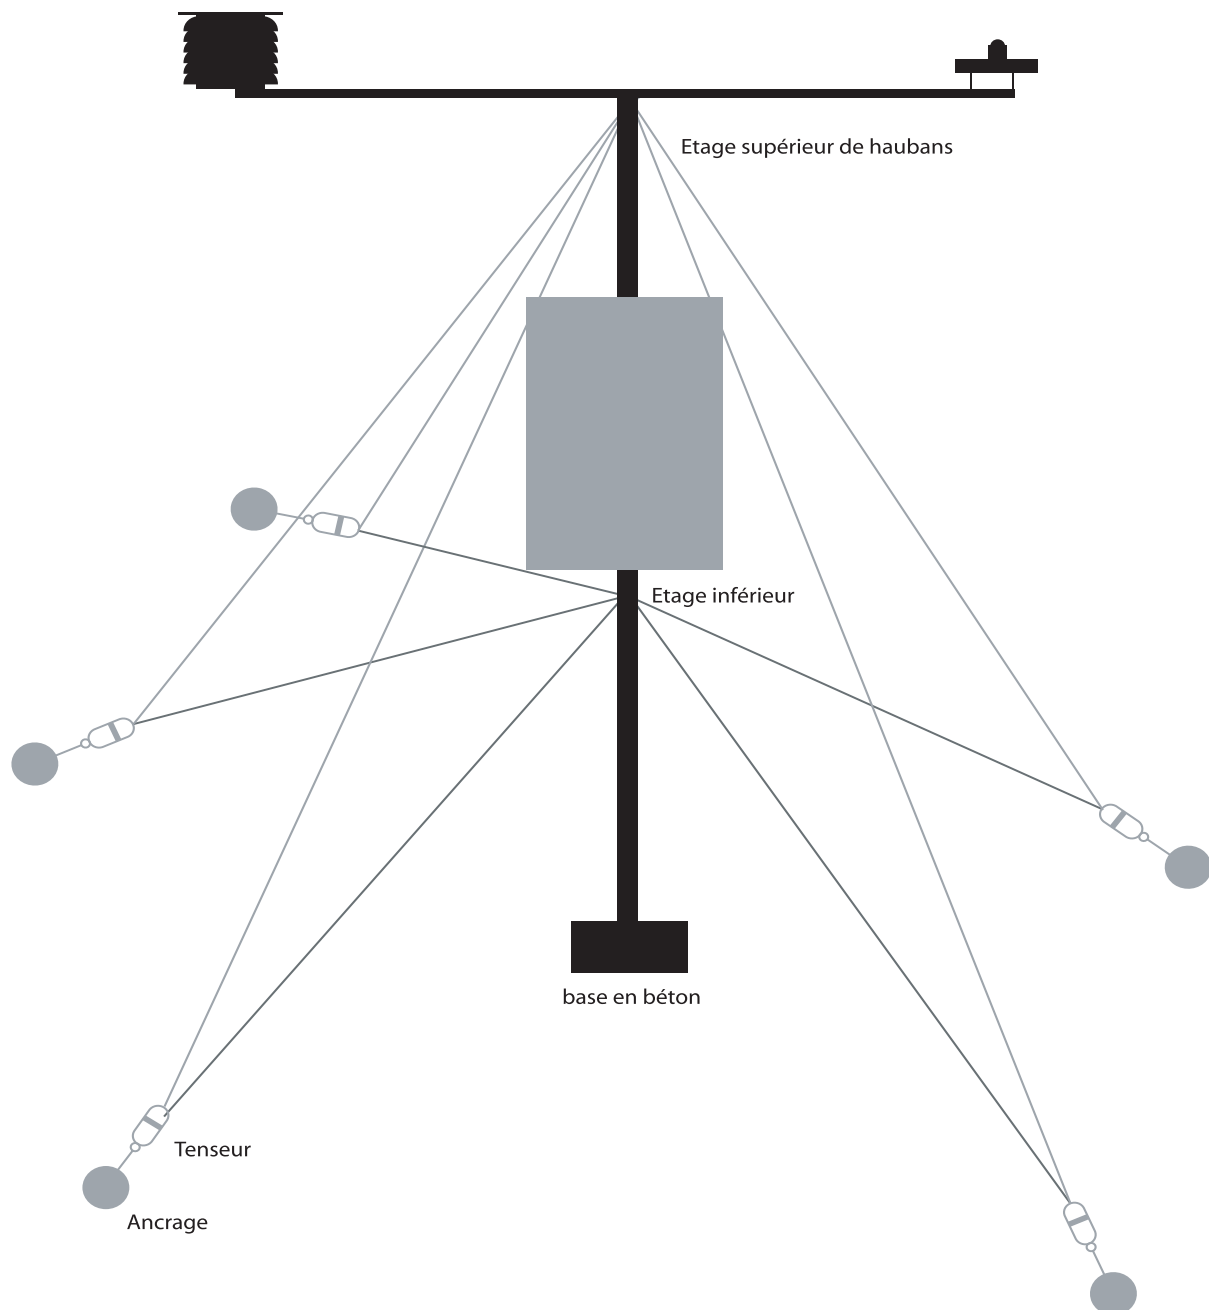 Etage supérieur de haubans
Etage inférieur
base en béton
Tenseur
Ancrage